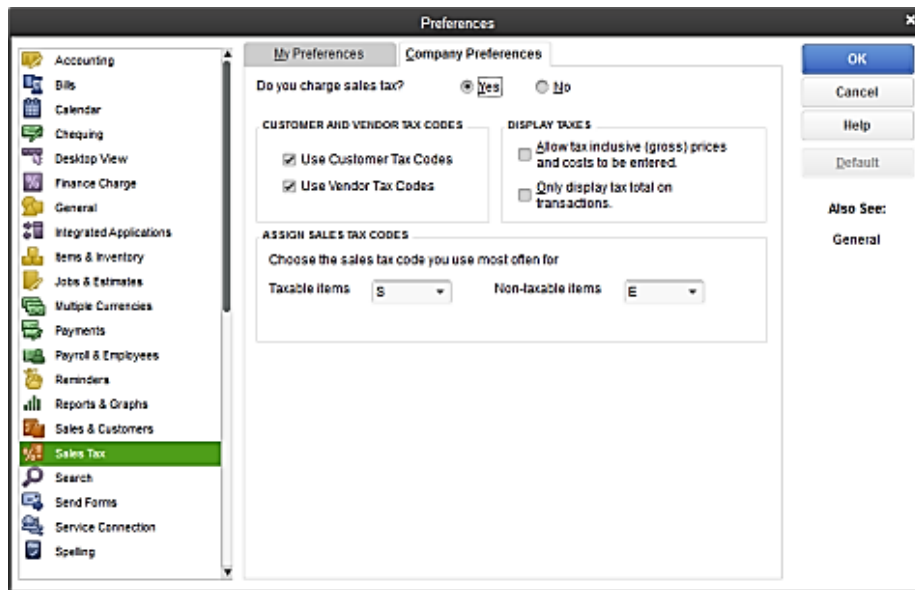 Preferences
Accounting
Bills
Calendar
Chequing
Desktop View
Finance Charge
General
Integrated Applications
Items & Inventory
Jobs & Estimates
Multiple Currencies
Payments
Payroll & Employees
Reminders
Reports & Graphs
Sales & Customers
Sales Tax
Search
Send Forms
Service Connection
Spelling
My Preferences
Company Preferences
Do you charge sales tax? Yes No
CUSTOMER AND VENDOR TAX CODES
Use Customer Tax Codes
Use Vendor Tax Codes
DISPLAY TAXES
Allow tax inclusive (gross) prices
and costs to be entered.
Only display tax total on
transactions.
ASSIGN SALES TAX CODES
Choose the sales tax code you use most often for
Taxable items S Non-taxable items E
OK
Cancel
Help
Default
Also See:
General